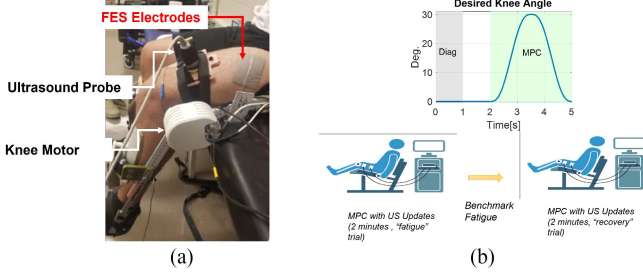 FES Electrodes
Ultrasound Probe
Knee Motor
(a)
Desired Knee Angle
Deg.
30
20
10
0
Diag
MPC
0 1 2 3 4 5
Time[s]
MPC with US Updates
(2 minutes , "fatigue"
trial)
Benchmark
Fatigue
MPC with US Updates
(2 minutes, "recovery"
trial)
(b)